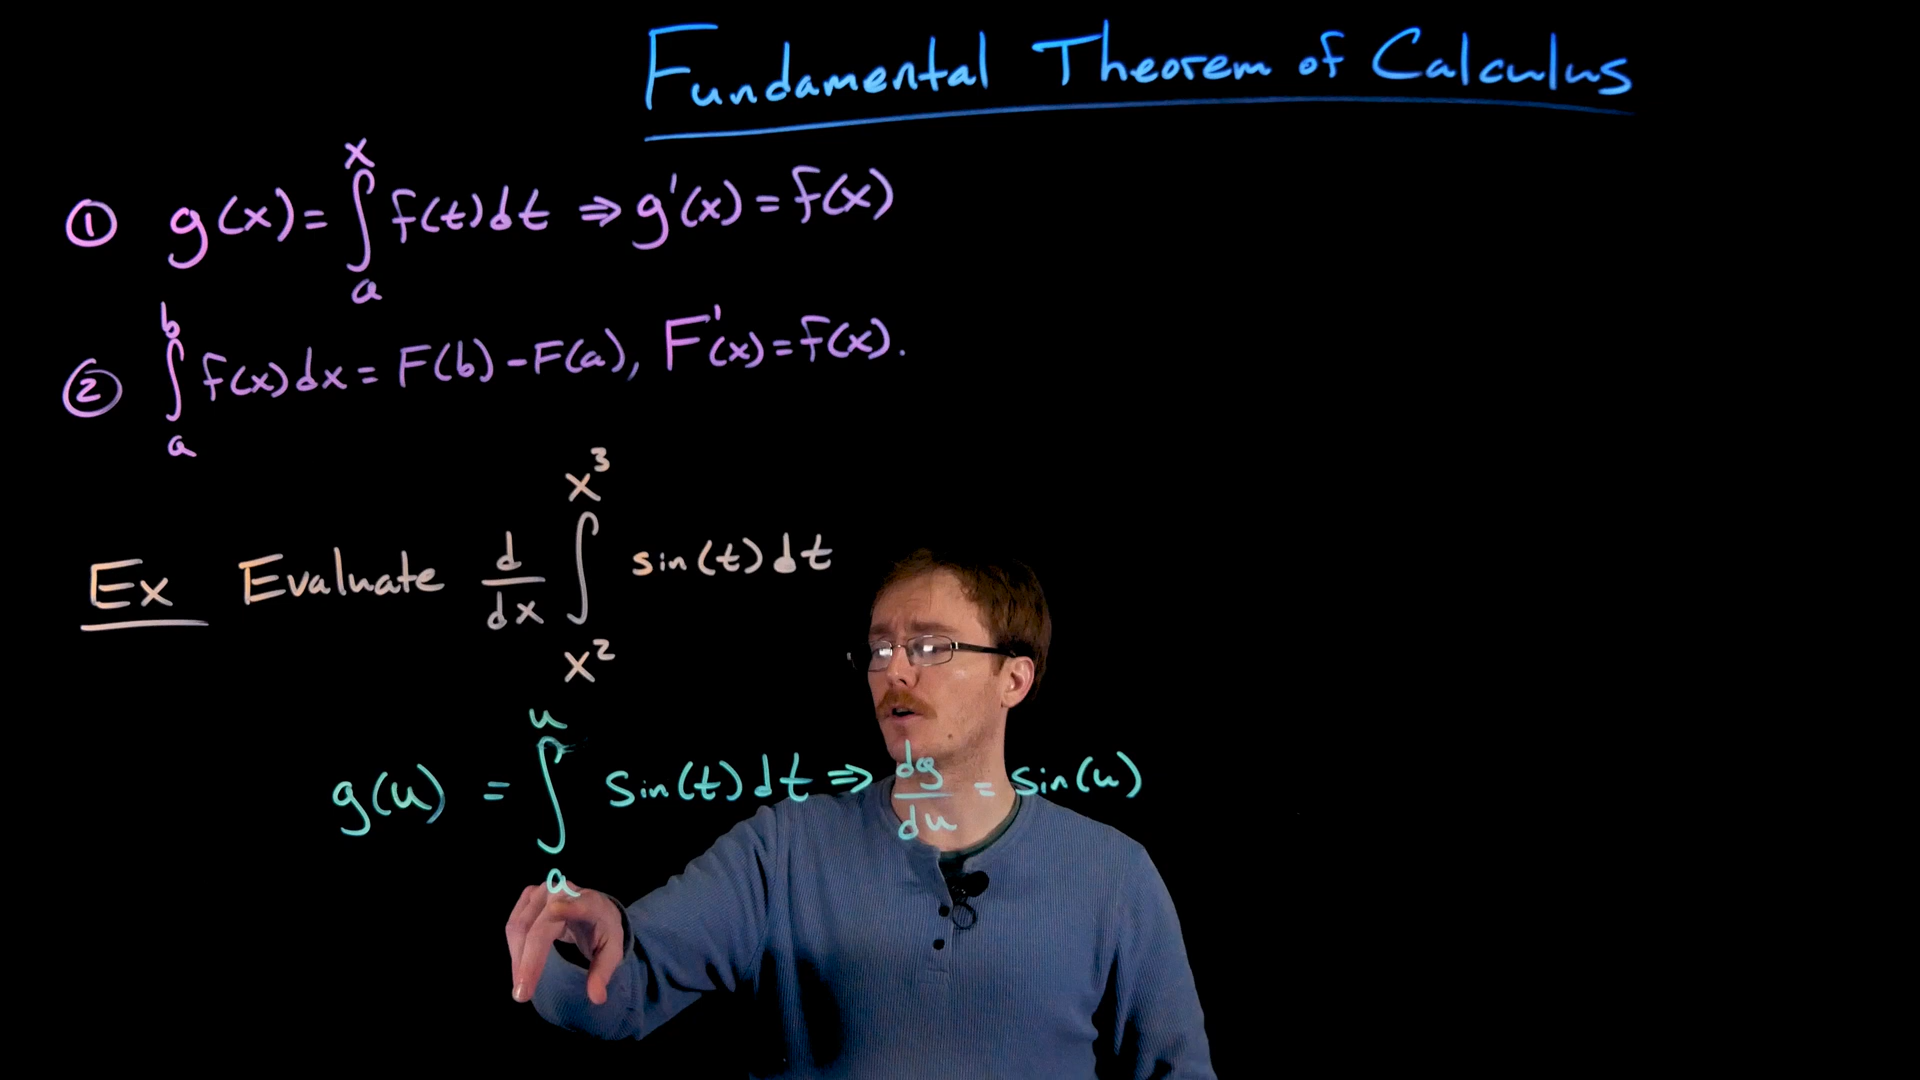 Fundamental Theorem of Calculus
① g(x) = ∫_a^x f(t)dt ⇒ g'(x) = f(x)
② ∫_a^b f(x)dx = F(b) - F(a), F'(x) = f(x).
Ex Evaluate d/dx ∫_{x^2}^{x^3} sin(t)dt
g(u) = ∫_a^u sin(t)dt ⇒ dg/du = sin(u)